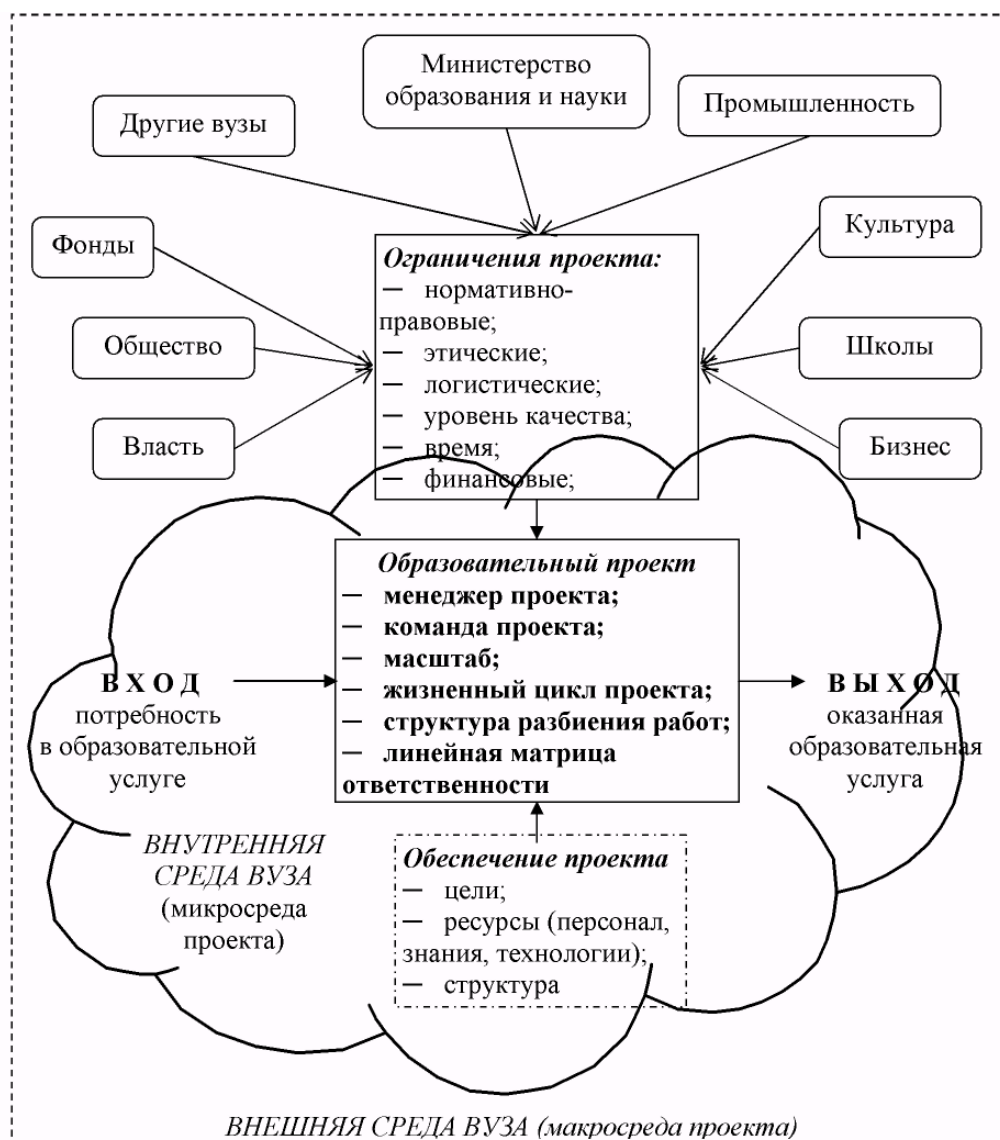 Министерство
образования и науки
Промышленность
Другие вузы
Фонды
Культура
Общество
Школы
Власть
Бизнес
Ограничения проекта:
— нормативно-
правовые;
— этические;
— логистические;
— уровень качества;
— время;
— финансовые;
Образовательный проект
— менеджер проекта;
— команда проекта;
— масштаб;
— жизненный цикл проекта;
— структура разбиения работ;
— линейная матрица
ответственности
В Х О Д
потребность
в образовательной
услуге
В Ы Х О Д
оказанная
образовательная
услуга
ВНУТРЕННЯЯ
СРЕДА ВУЗА
(микросреда
проекта)
Обеспечение проекта
— цели;
— ресурсы (персонал,
знания, технологии);
— структура
ВНЕШНЯЯ СРЕДА ВУЗА (макросреда проекта)